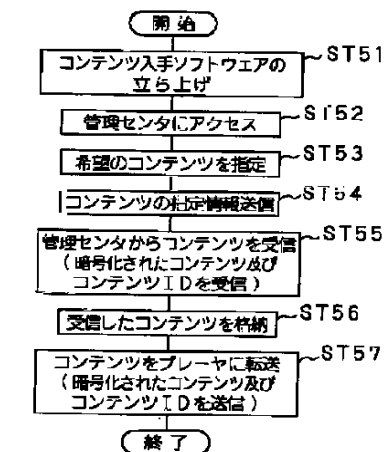 開始
コンテンツ入手ソフトウェアの ST51
立ち上げ
管理センタにアクセス ST52
希望のコンテンツを指定 ST53
コンテンツの指定情報送信 ST54
管理センタからコンテンツを受信 ST55
(暗号化されたコンテンツ及び
コンテンツIDを受信)
受信したコンテンツを格納 ST56
コンテンツをプレーヤに転送 ST57
(暗号化されたコンテンツ及び
コンテンツIDを送信)
終了